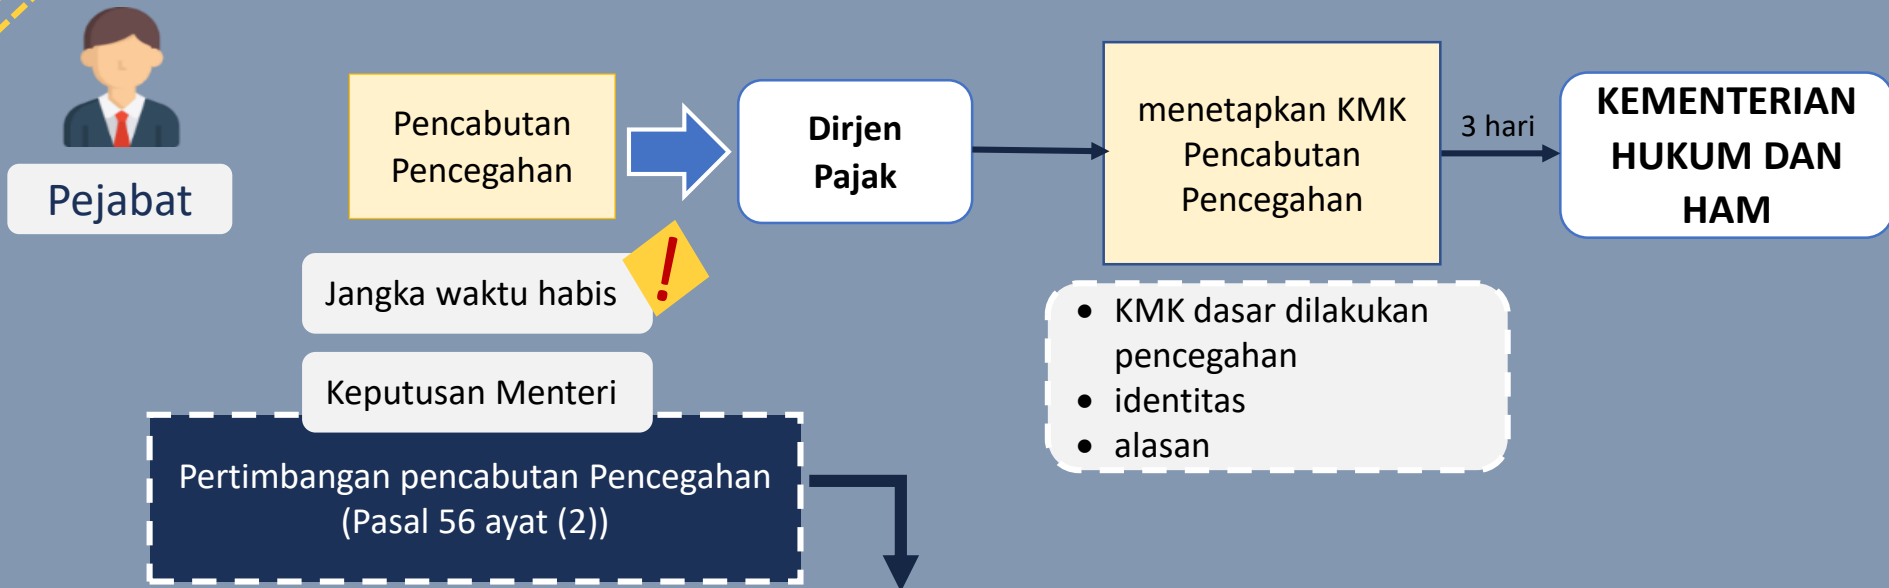 Pejabat
Pencabutan
Pencegahan
Dirjen
Pajak
menetapkan KMK
Pencabutan
Pencegahan
3 hari
KEMENTERIAN
HUKUM DAN
HAM
Jangka waktu habis
!
Keputusan Menteri
Pertimbangan pencabutan Pencegahan
(Pasal 56 ayat (2))
• KMK dasar dilakukan
pencegahan
• identitas
• alasan